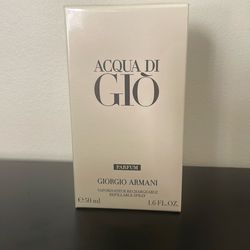 ACQUA DI
GIÒ
PARFUM
GIORGIO ARMANI
VAPORISATEUR RECHARGEABLE
REFILLABLE SPRAY
℮50 ml 1.6 FL.OZ.